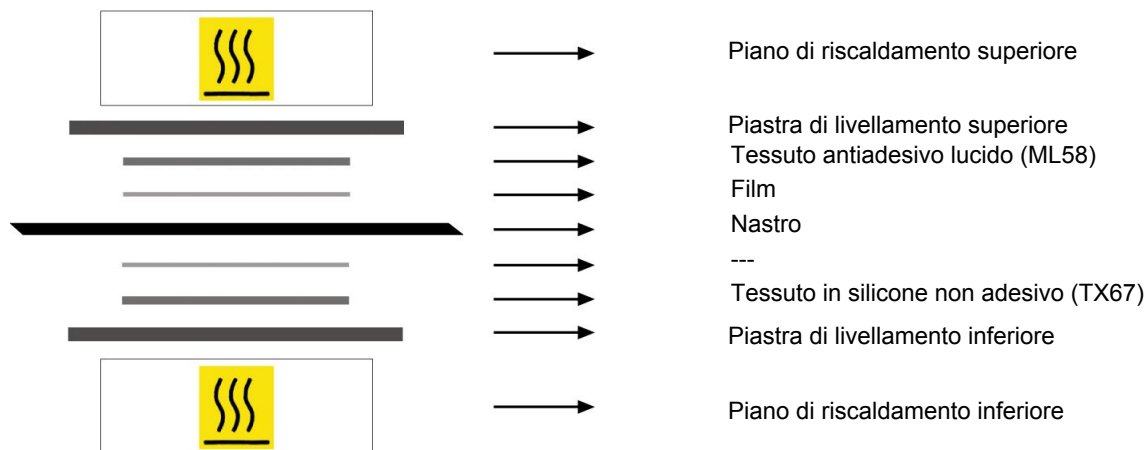 Piano di riscaldamento superiore
Piastra di livellamento superiore
Tessuto antiadesivo lucido (ML58)
Film
Nastro
---
Tessuto in silicone non adesivo (TX67)
Piastra di livellamento inferiore
Piano di riscaldamento inferiore